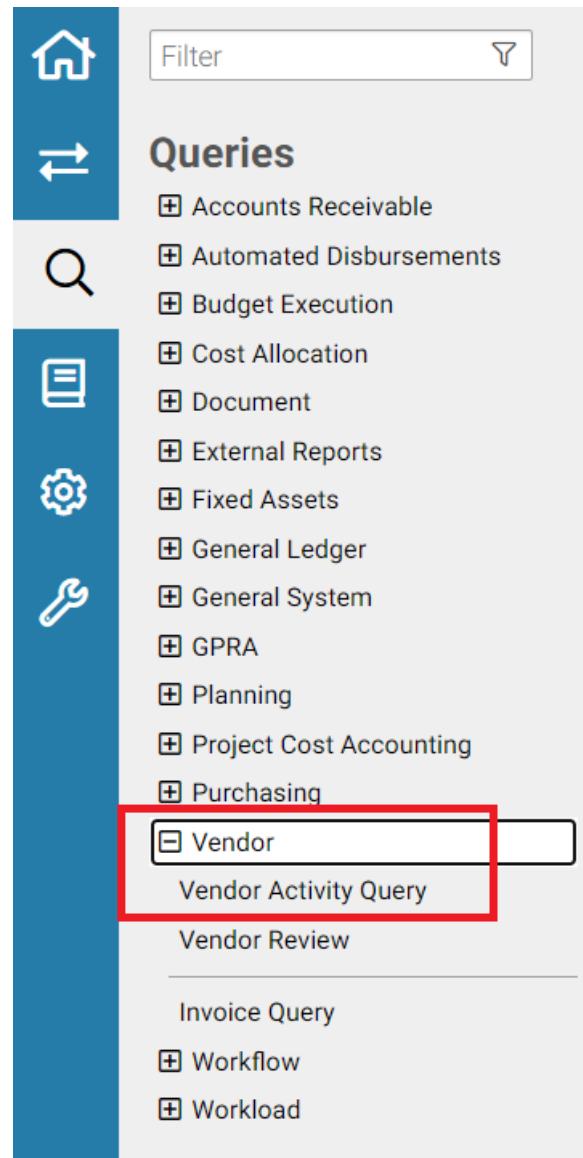 Filter
Queries
Accounts Receivable
Automated Disbursements
Budget Execution
Cost Allocation
Document
External Reports
Fixed Assets
General Ledger
General System
GPRA
Planning
Project Cost Accounting
Purchasing
Vendor
Vendor Activity Query
Vendor Review
Invoice Query
Workflow
Workload